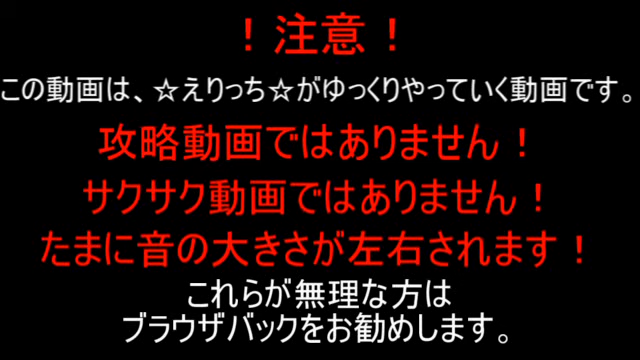 ！注意！
この動画は、☆えりっち☆がゆっくりやっていく動画です。
攻略動画ではありません！
サクサク動画ではありません！
たまに音の大きさが左右されます！
これらが無理な方は
ブラウザバックをお勧めします。